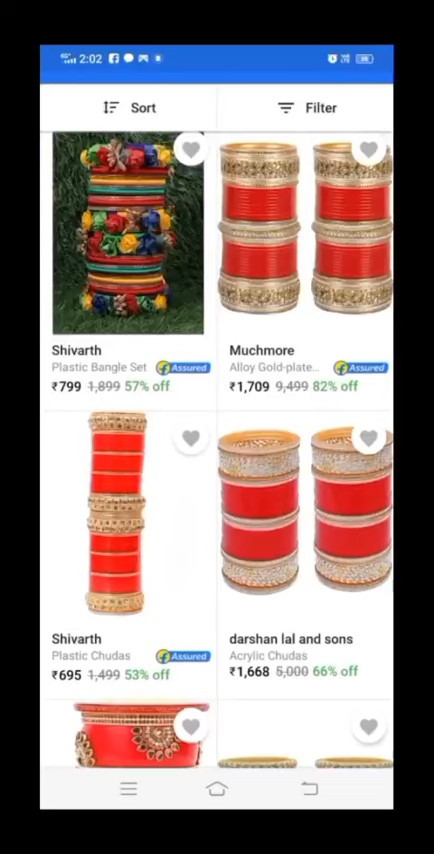 2:02
Sort
Filter
Shivarth
Plastic Bangle Set Assured
₹799 1,899 57% off
Muchmore
Alloy Gold-plate... Assured
₹1,709 9,499 82% off
Shivarth
Plastic Chudas Assured
₹695 1,499 53% off
darshan lal and sons
Acrylic Chudas
₹1,668 5,000 66% off